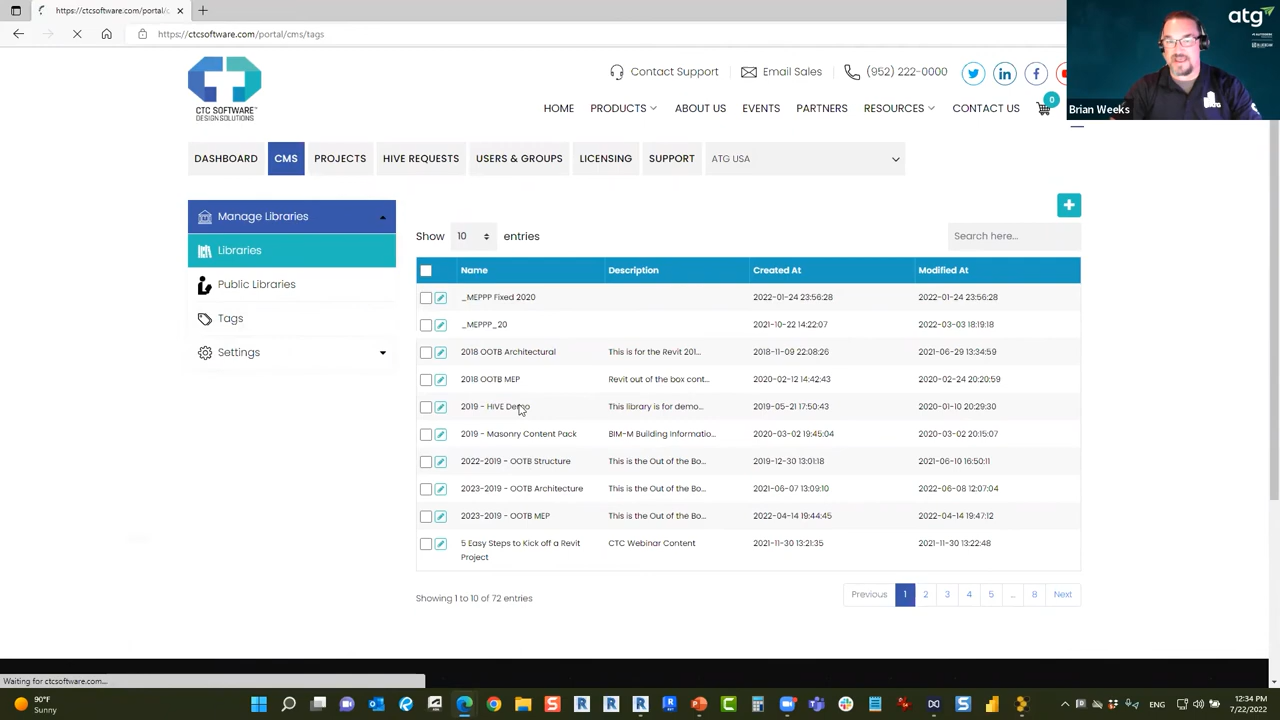 https://ctcsoftware.com/portal/c
https://ctcsoftware.com/portal/cms/tags
atg
Brian Weeks
CTC SOFTWARE
DESIGN SOLUTIONS
Contact Support
Email Sales
(952) 222-0000
HOME
PRODUCTS
ABOUT US
EVENTS
PARTNERS
RESOURCES
CONTACT US
0
DASHBOARD
CMS
PROJECTS
HIVE REQUESTS
USERS & GROUPS
LICENSING
SUPPORT
ATG USA
Manage Libraries
Libraries
Public Libraries
Tags
Settings
Show 10 entries
Search here...
Name Description Created At Modified At
_MEPPP Fixed 2020 2022-01-24 23:56:28 2022-01-24 23:56:28
_MEPPP_20 2021-10-22 14:22:07 2022-03-03 18:19:18
2018 OOTB Architectural This is for the Revit 201... 2018-11-09 22:08:26 2021-06-29 13:34:59
2018 OOTB MEP Revit out of the box cont... 2020-02-12 14:42:43 2020-02-24 20:20:59
2019 - HIVE Demo This library is for demo... 2019-05-21 17:50:43 2020-01-10 20:29:30
2019 - Masonry Content Pack BIM-M Building Informatio... 2020-03-02 19:45:04 2020-03-02 20:15:07
2022-2019 - OOTB Structure This is the Out of the Bo... 2019-12-30 13:01:18 2021-06-10 16:50:11
2023-2019 - OOTB Architecture This is the Out of the Bo... 2021-06-07 13:09:10 2022-06-08 12:07:04
2023-2019 - OOTB MEP This is the Out of the Bo... 2022-04-14 19:44:45 2022-04-14 19:47:12
5 Easy Steps to Kick off a Revit CTC Webinar Content 2021-11-30 13:21:35 2021-11-30 13:22:48
Project
Showing 1 to 10 of 72 entries
Previous 1 2 3 4 5 ... 8 Next
Waiting for ctcsoftware.com...
90°F
Sunny
ENG
12:34 PM
7/22/2022